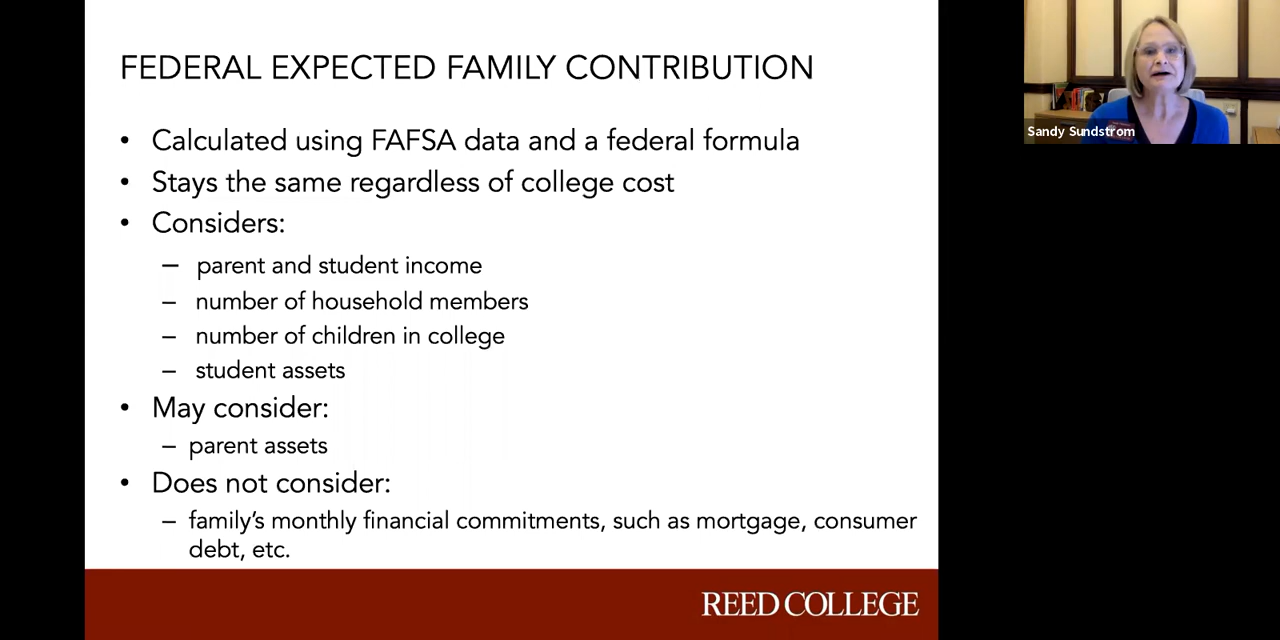 FEDERAL EXPECTED FAMILY CONTRIBUTION
• Calculated using FAFSA data and a federal formula
• Stays the same regardless of college cost
• Considers:
– parent and student income
– number of household members
– number of children in college
– student assets
• May consider:
– parent assets
• Does not consider:
– family’s monthly financial commitments, such as mortgage, consumer
debt, etc.
REED COLLEGE
Sandy Sundstrom